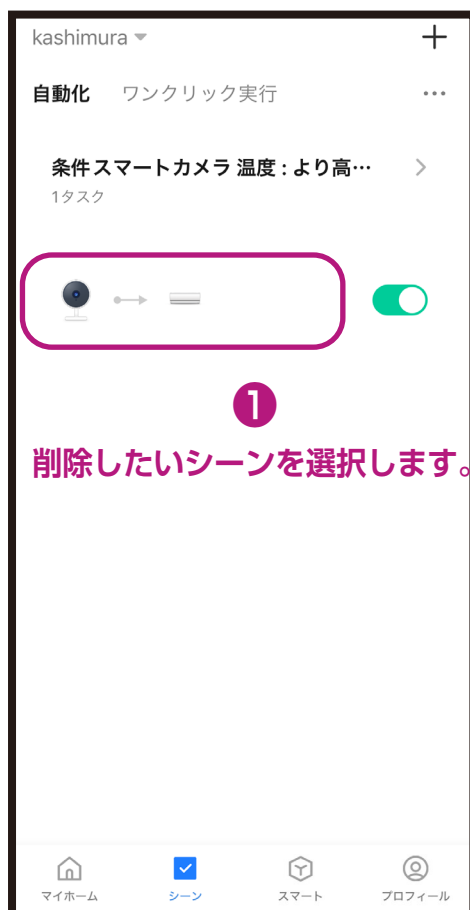 kashimura
自動化 ワンクリック実行
条件スマートカメラ 温度 : より高…
1タスク
❶
削除したいシーンを選択します。
マイホーム シーン スマート プロフィール